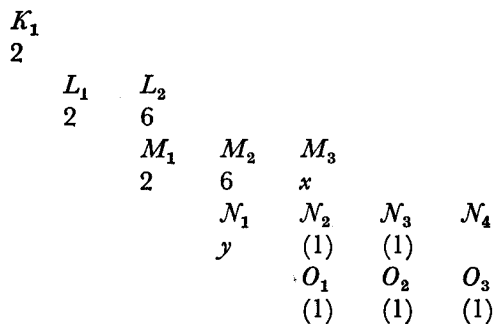 K₁
2
L₁ L₂
2 6
M₁ M₂ M₃
2 6 x
N₁ N₂ N₃ N₄
y (1) (1)
O₁ O₂ O₃
(1) (1) (1)